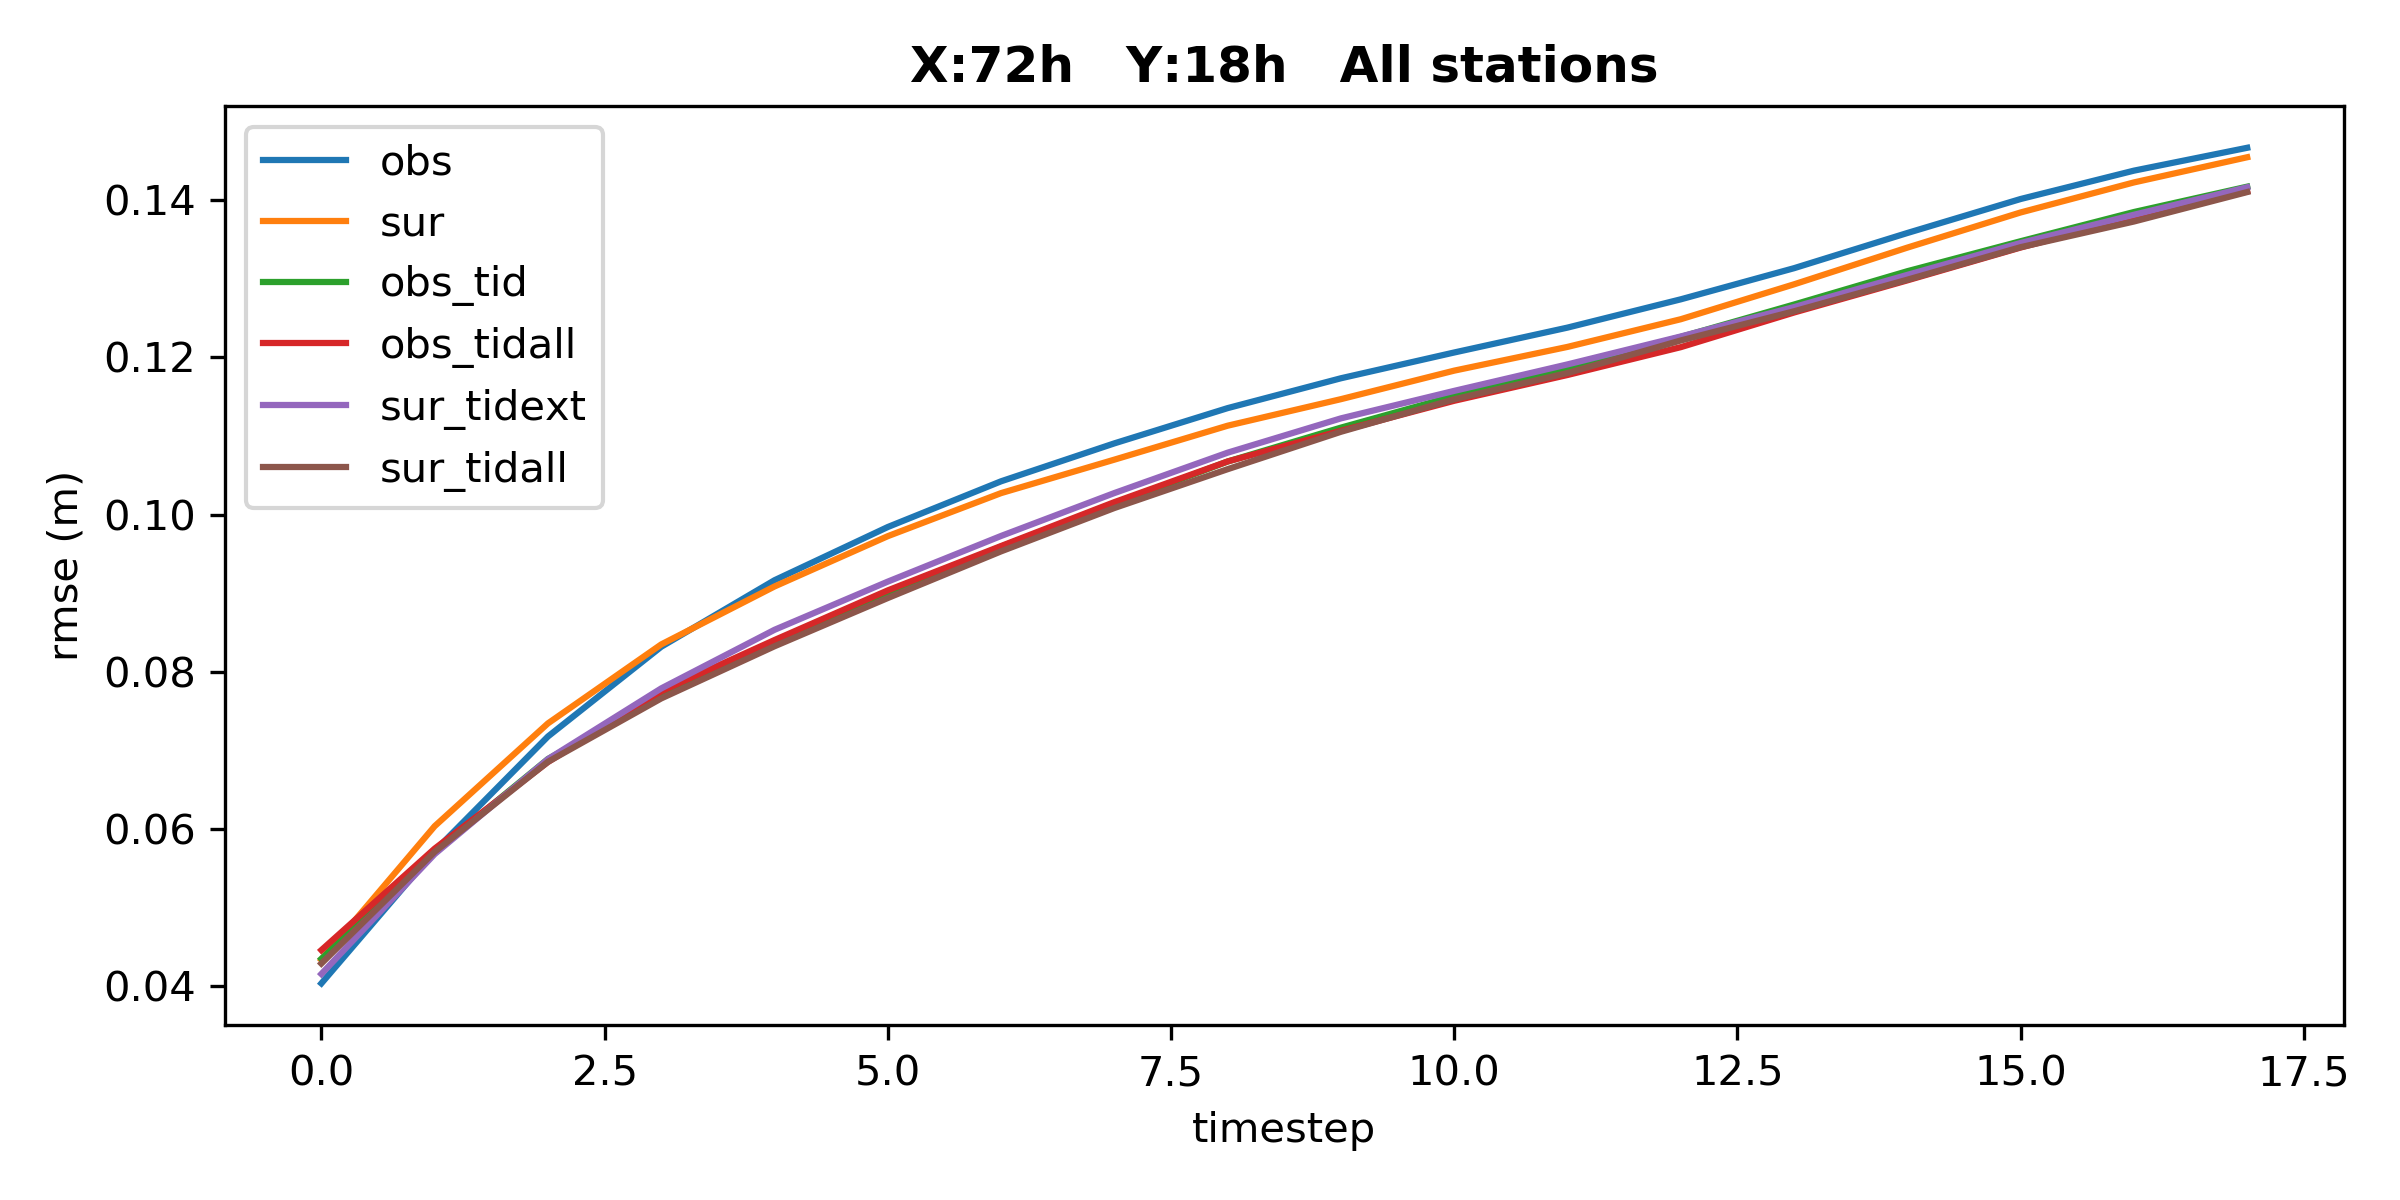 X:72h   Y:18h   All stations
obs
sur
obs_tid
obs_tidall
sur_tidext
sur_tidall
rmse (m)
0.14
0.12
0.10
0.08
0.06
0.04
0.0 2.5 5.0 7.5 10.0 12.5 15.0 17.5
timestep